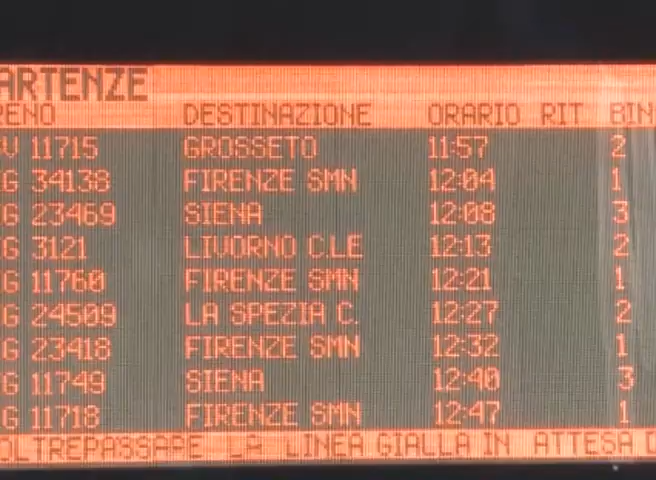 ARTENZE
RENO DESTINAZIONE ORARIO RIT BIN
V 11715 GROSSETO 11:57 2
G 34138 FIRENZE SMN 12:04 1
G 23469 SIENA 12:08 3
G 3121 LIVORNO C.LE 12:13 2
G 11760 FIRENZE SMN 12:21 1
G 24509 LA SPEZIA C. 12:27 2
G 23418 FIRENZE SMN 12:32 1
G 11749 SIENA 12:40 3
G 11718 FIRENZE SMN 12:47 1
OLTREPASSARE LA LINEA GIALLA IN ATTESA D